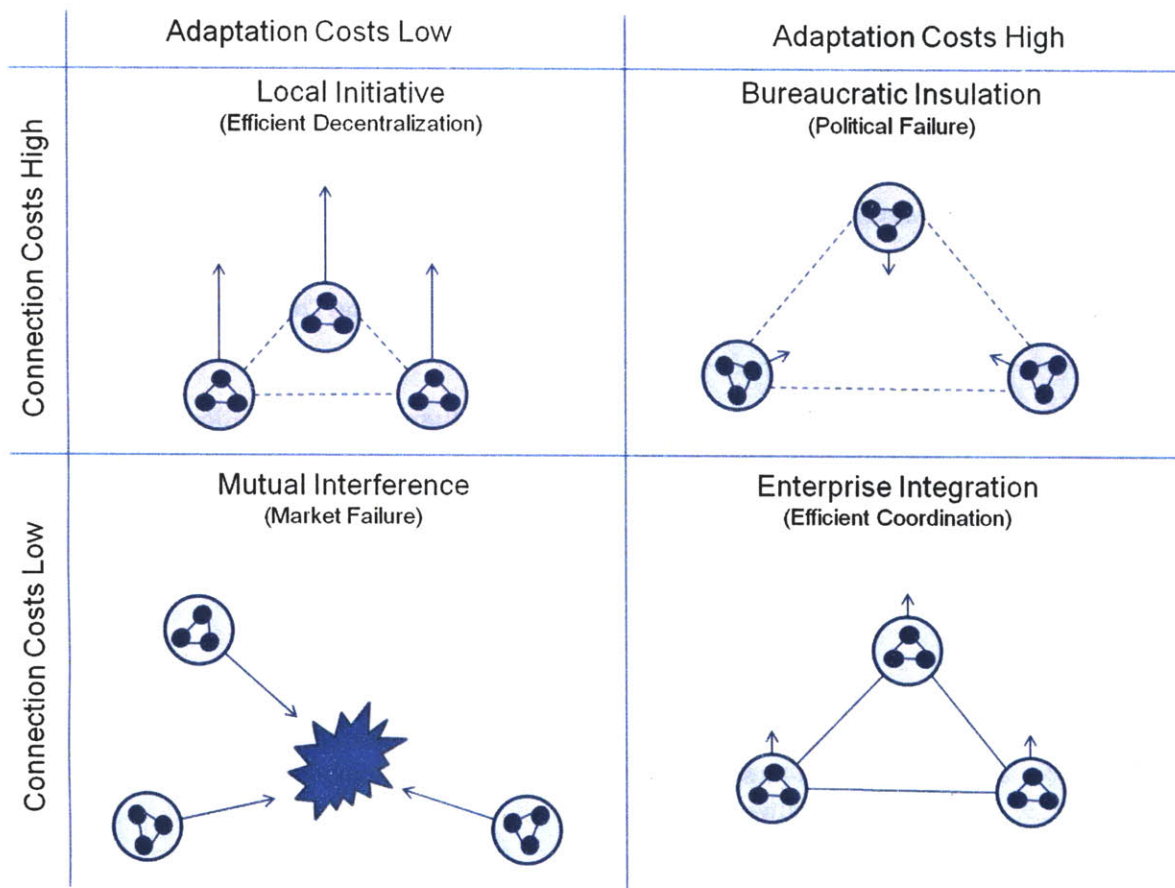 Adaptation Costs Low
Adaptation Costs High
Connection Costs High
Local Initiative
(Efficient Decentralization)
Bureaucratic Insulation
(Political Failure)
Connection Costs Low
Mutual Interference
(Market Failure)
Enterprise Integration
(Efficient Coordination)